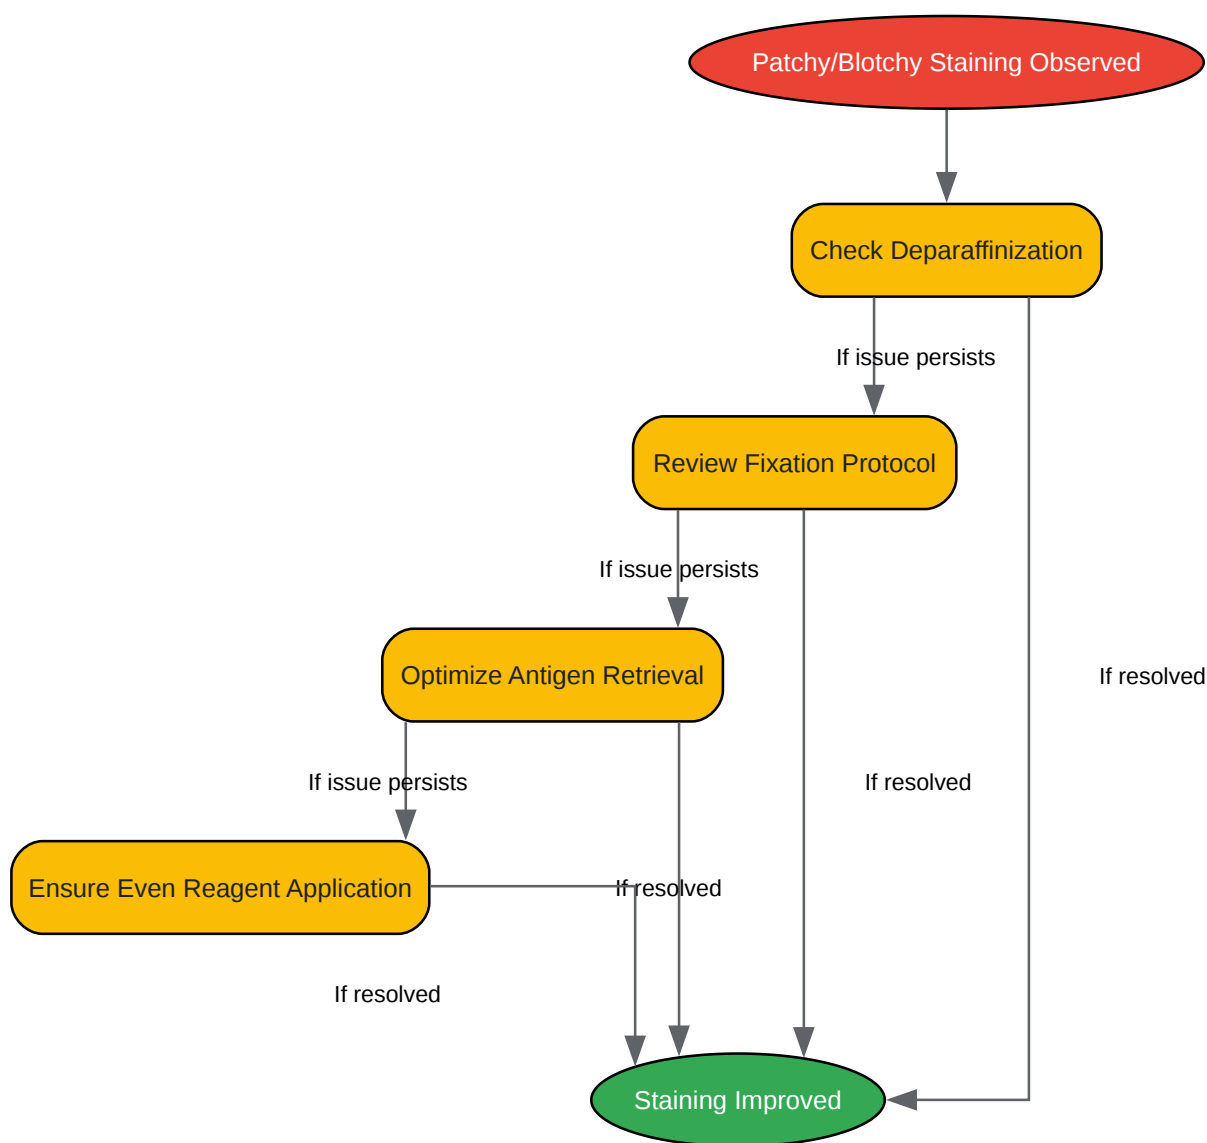 Patchy/Blotchy Staining Observed
Check Deparaffinization
If issue persists
Review Fixation Protocol
If issue persists
Optimize Antigen Retrieval
If resolved
If issue persists
If resolved
Ensure Even Reagent Application
If resolved
If resolved
Staining Improved